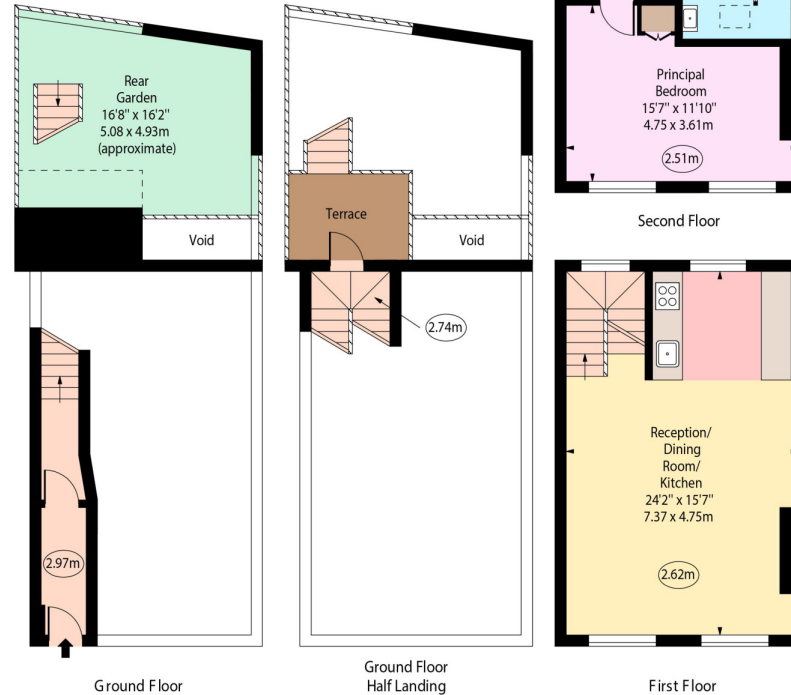 Rear
Garden
16'8" x 16'2"
5.08 x 4.93m
(approximate)
Void
2.97m
Ground Floor
Terrace
Void
2.74m
Ground Floor
Half Landing
Principal
Bedroom
15'7" x 11'10"
4.75 x 3.61m
2.51m
Second Floor
Reception/
Dining
Room/
Kitchen
24'2" x 15'7"
7.37 x 4.75m
2.62m
First Floor